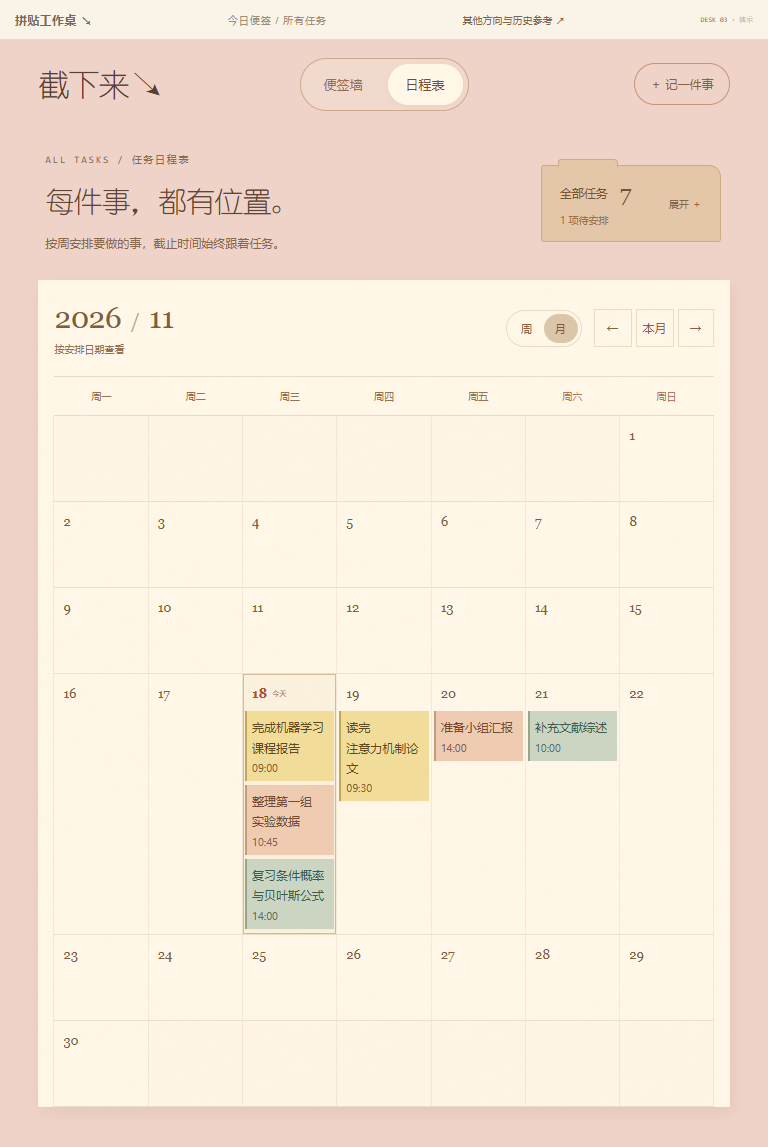 拼贴工作桌 ↘
今日便签 / 所有任务
其他方向与历史参考 ↗
DESK 03 · 演示
截下来↘
便签墙
日程表
+ 记一件事
ALL TASKS / 任务日程表
每件事，都有位置。
按周安排要做的事，截止时间始终跟着任务。
全部任务 7
展开 +
1 项待安排
2026 / 11
按安排日期查看
周 月
← 本月 →
周一 周二 周三 周四 周五 周六 周日
1
2 3 4 5 6 7 8
9 10 11 12 13 14 15
16 17
18 今天
完成机器学习
课程报告
09:00
整理第一组
实验数据
10:45
复习条件概率
与贝叶斯公式
14:00
19
读完
注意力机制论
文
09:30
20
准备小组汇报
14:00
21
补充文献综述
10:00
22
23 24 25 26 27 28 29
30